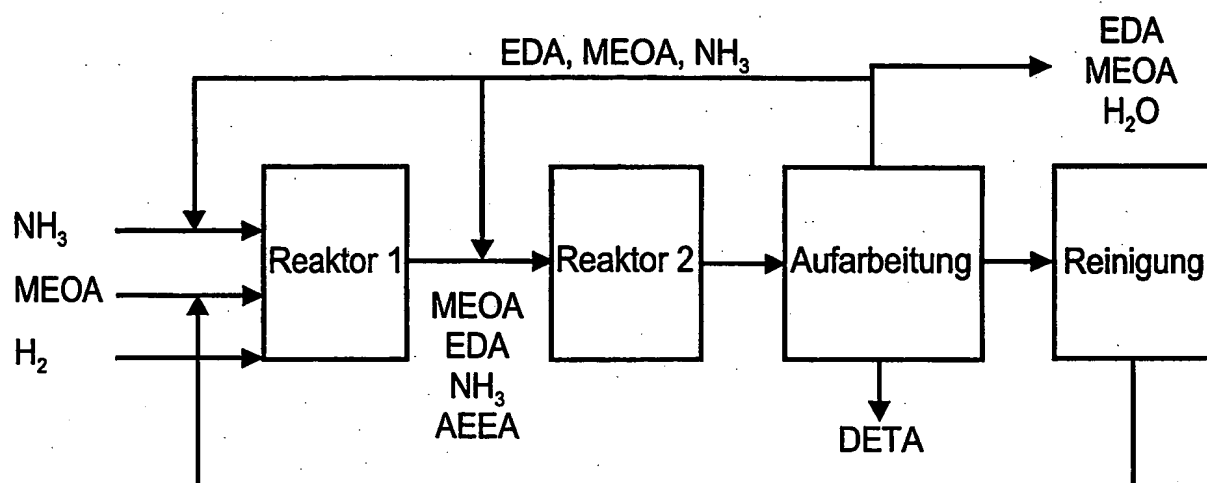 EDA, MEOA, NH₃
EDA
MEOA
H₂O
NH₃
MEOA
H₂
Reaktor 1
MEOA
EDA
NH₃
AEEA
Reaktor 2
Aufarbeitung
DETA
Reinigung